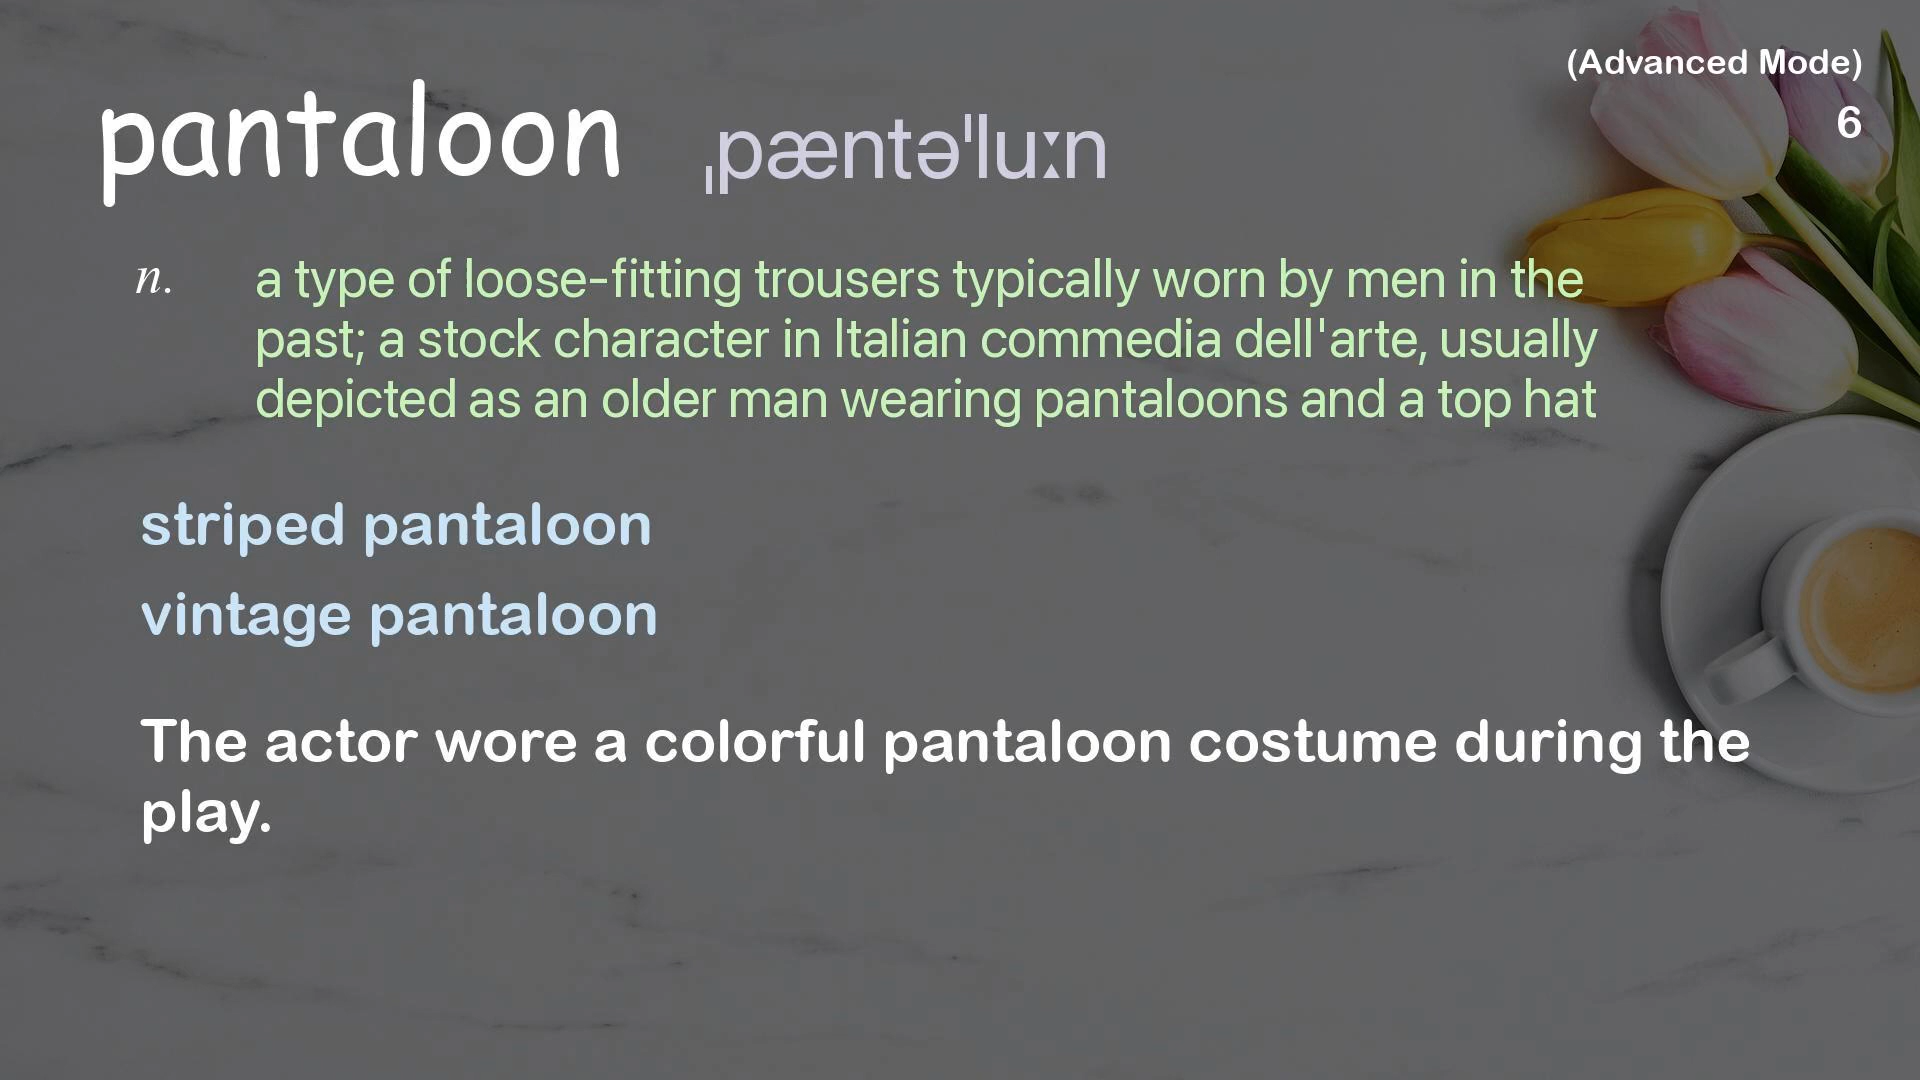 (Advanced Mode)
pantaloon ˌpæntəˈluːn
6
n. a type of loose-fitting trousers typically worn by men in the
past; a stock character in Italian commedia dell'arte, usually
depicted as an older man wearing pantaloons and a top hat
striped pantaloon
vintage pantaloon
The actor wore a colorful pantaloon costume during the
play.